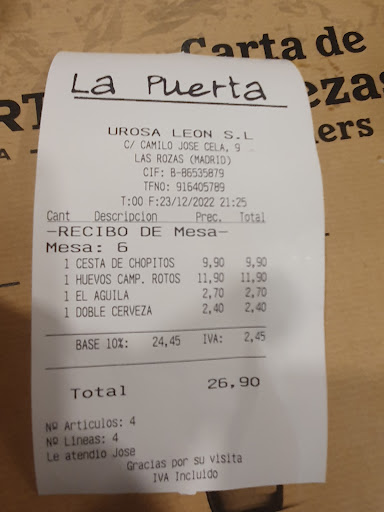 Carta de
ezas
ers
RT
A
La Puerta
UROSA LEON S.L
C/ CAMILO JOSE CELA, 9
LAS ROZAS (MADRID)
CIF: B-86535879
TFNO: 916405789
T:00 F:23/12/2022 21:25
Cant Descripcion Prec. Total
—RECIBO DE Mesa—
Mesa: 6
1 CESTA DE CHOPITOS 9,90 9,90
1 HUEVOS CAMP. ROTOS 11,90 11,90
1 EL AGUILA 2,70 2,70
1 DOBLE CERVEZA 2,40 2,40
BASE 10%: 24,45 IVA: 2,45
Total 26,90
Nº Articulos: 4
Nº Lineas: 4
Le atendio Jose
Gracias por su visita
IVA Incluido